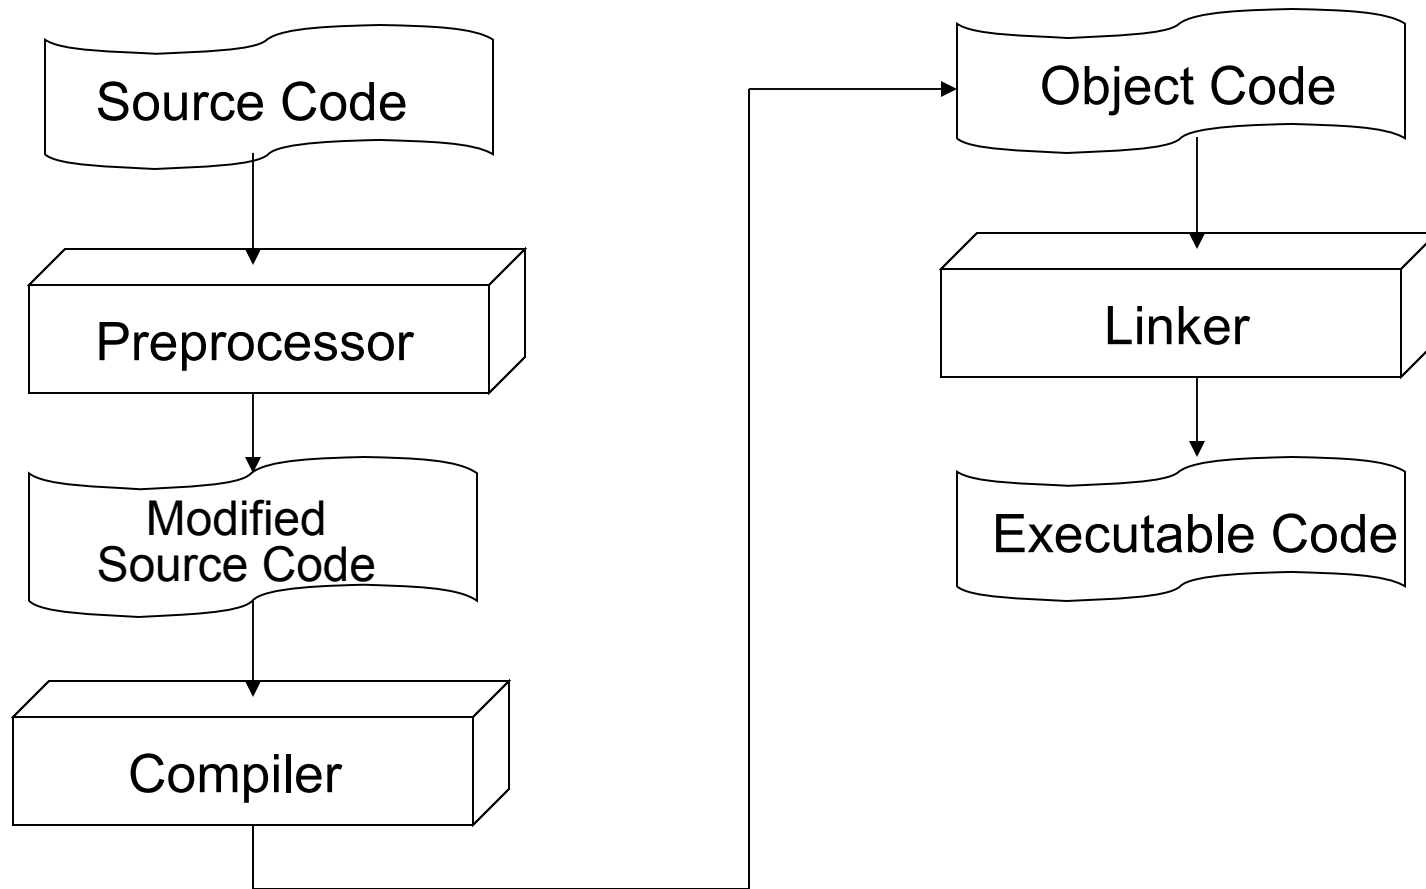 Source Code
Preprocessor
Modified
Source Code
Compiler
Object Code
Linker
Executable Code